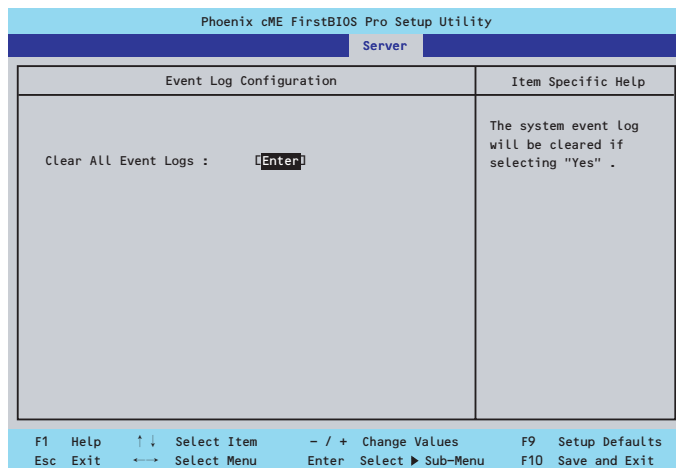 Phoenix cME FirstBIOS Pro Setup Utility
Server
Event Log Configuration
Item Specific Help
Clear All Event Logs : [Enter]
The system event log
will be cleared if
selecting "Yes" .
F1 Help ↑↓ Select Item - / + Change Values F9 Setup Defaults
Esc Exit ←→ Select Menu Enter Select ▶ Sub-Menu F10 Save and Exit